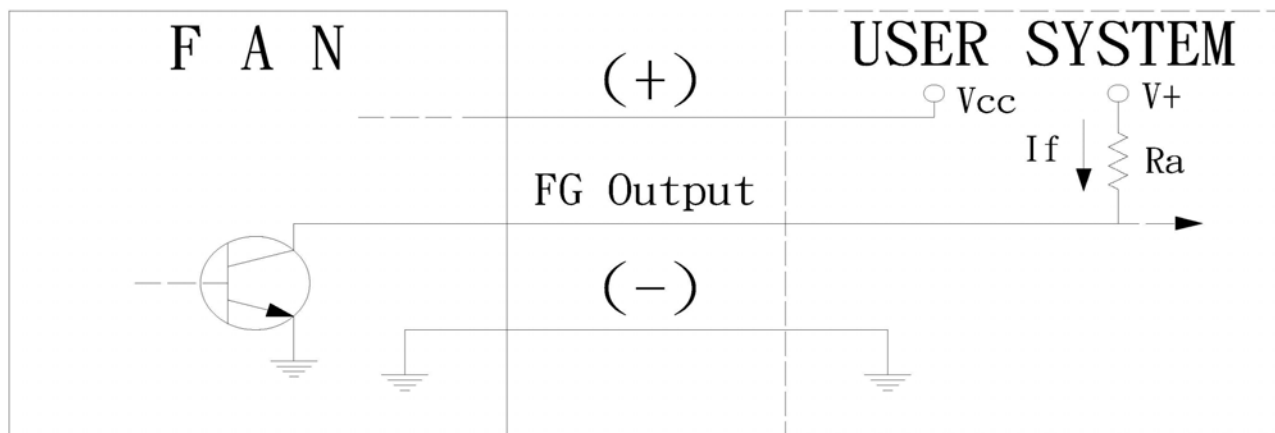 F A N
USER SYSTEM
(+)
Vcc
V+
If
Ra
FG Output
(-)